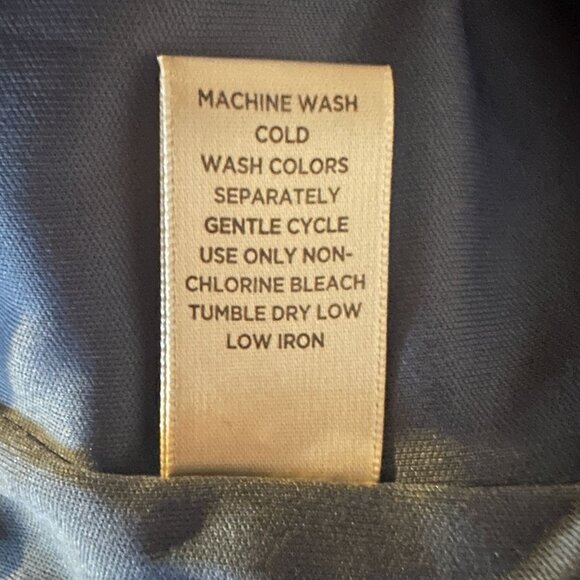 MACHINE WASH
COLD
WASH COLORS
SEPARATELY
GENTLE CYCLE
USE ONLY NON-
CHLORINE BLEACH
TUMBLE DRY LOW
LOW IRON